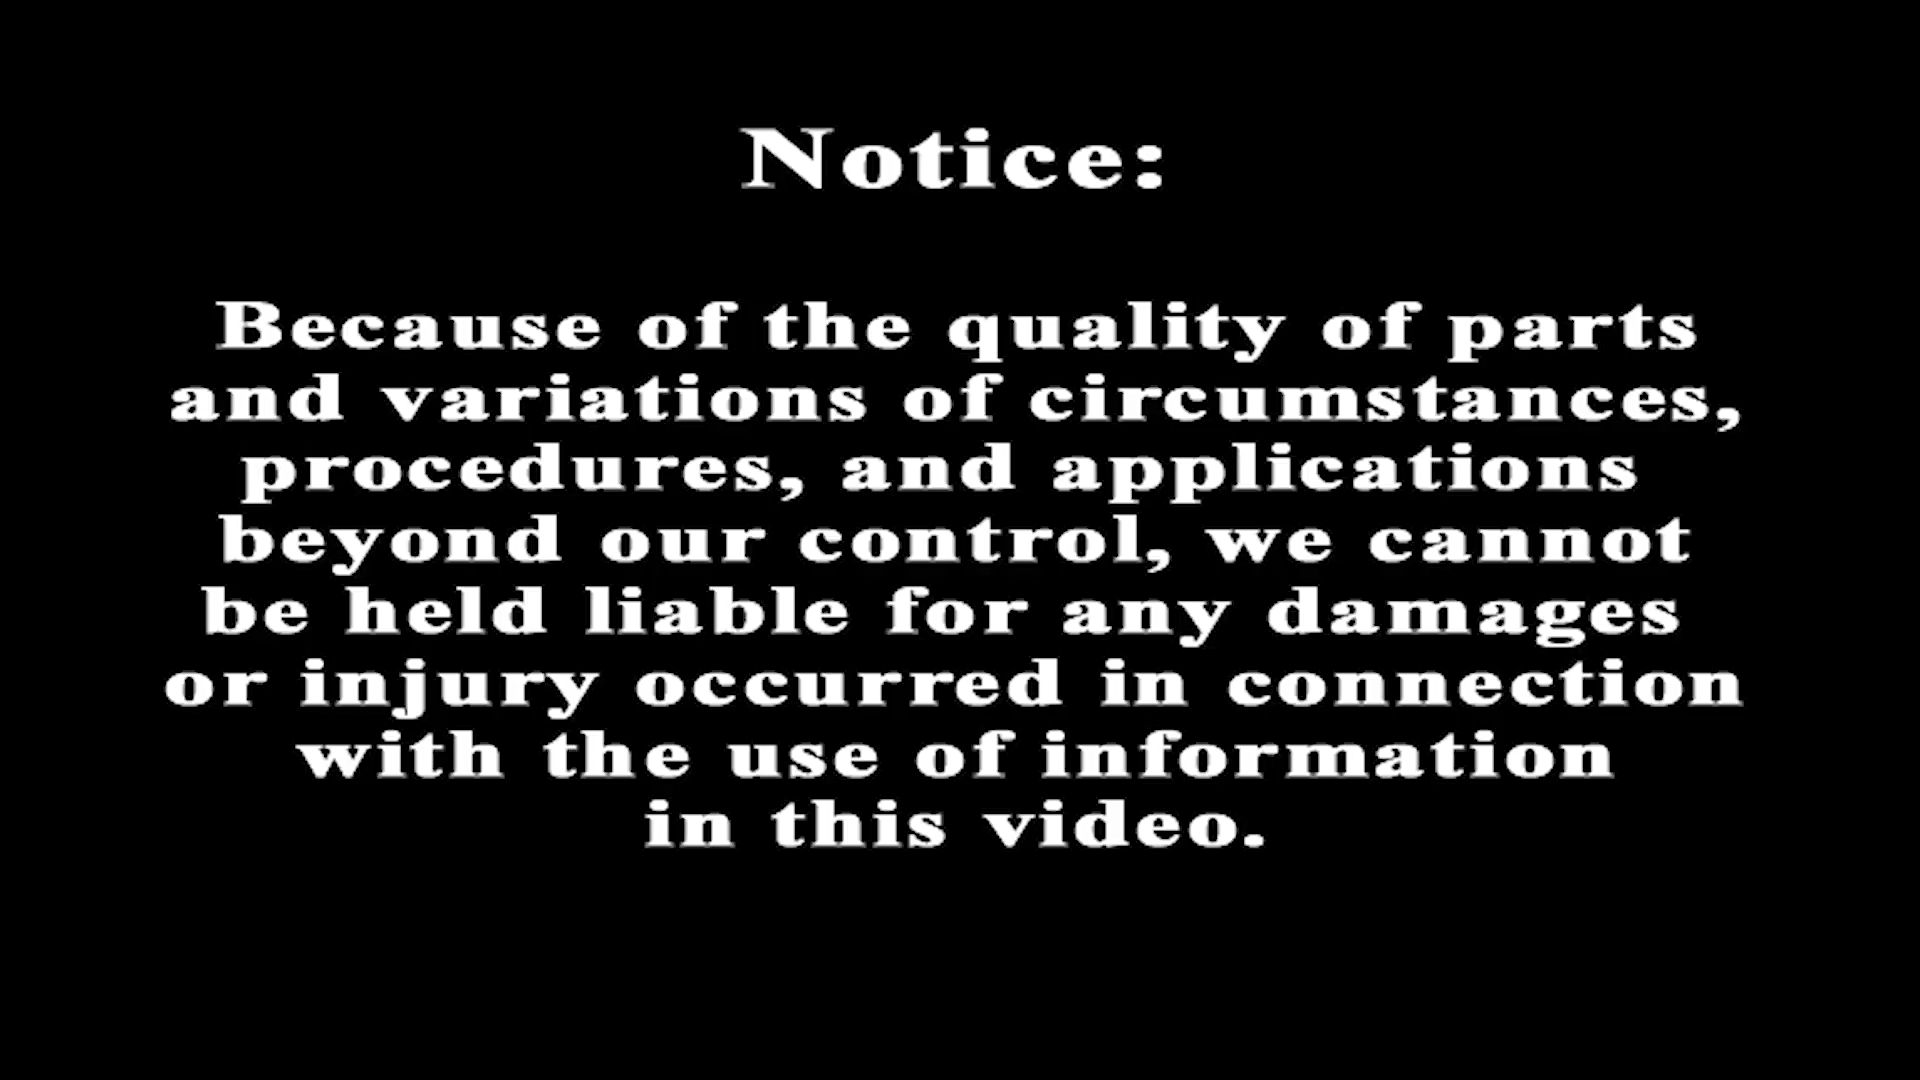 Notice:
Because of the quality of parts
and variations of circumstances,
procedures, and applications
beyond our control, we cannot
be held liable for any damages
or injury occurred in connection
with the use of information
in this video.